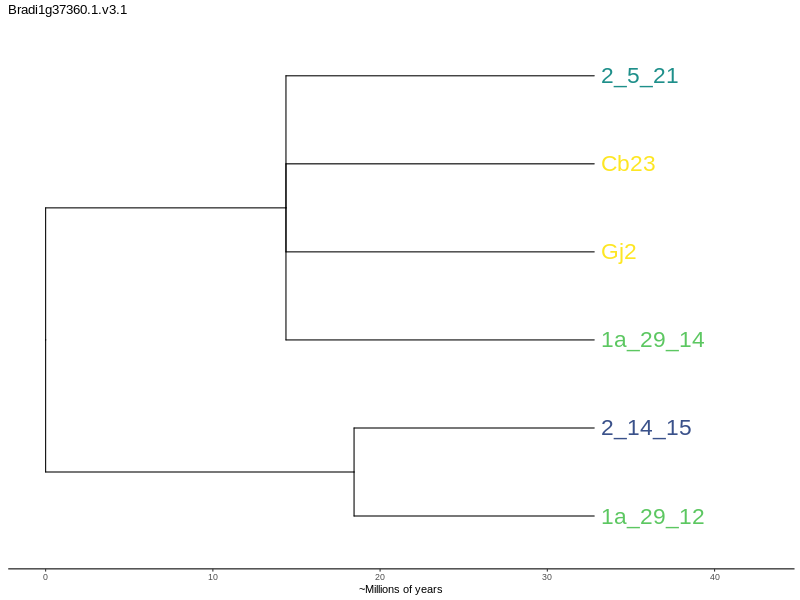 Bradi1g37360.1.v3.1
2_5_21
Cb23
Gj2
1a_29_14
2_14_15
1a_29_12
0 10 20 30 40
~Millions of years